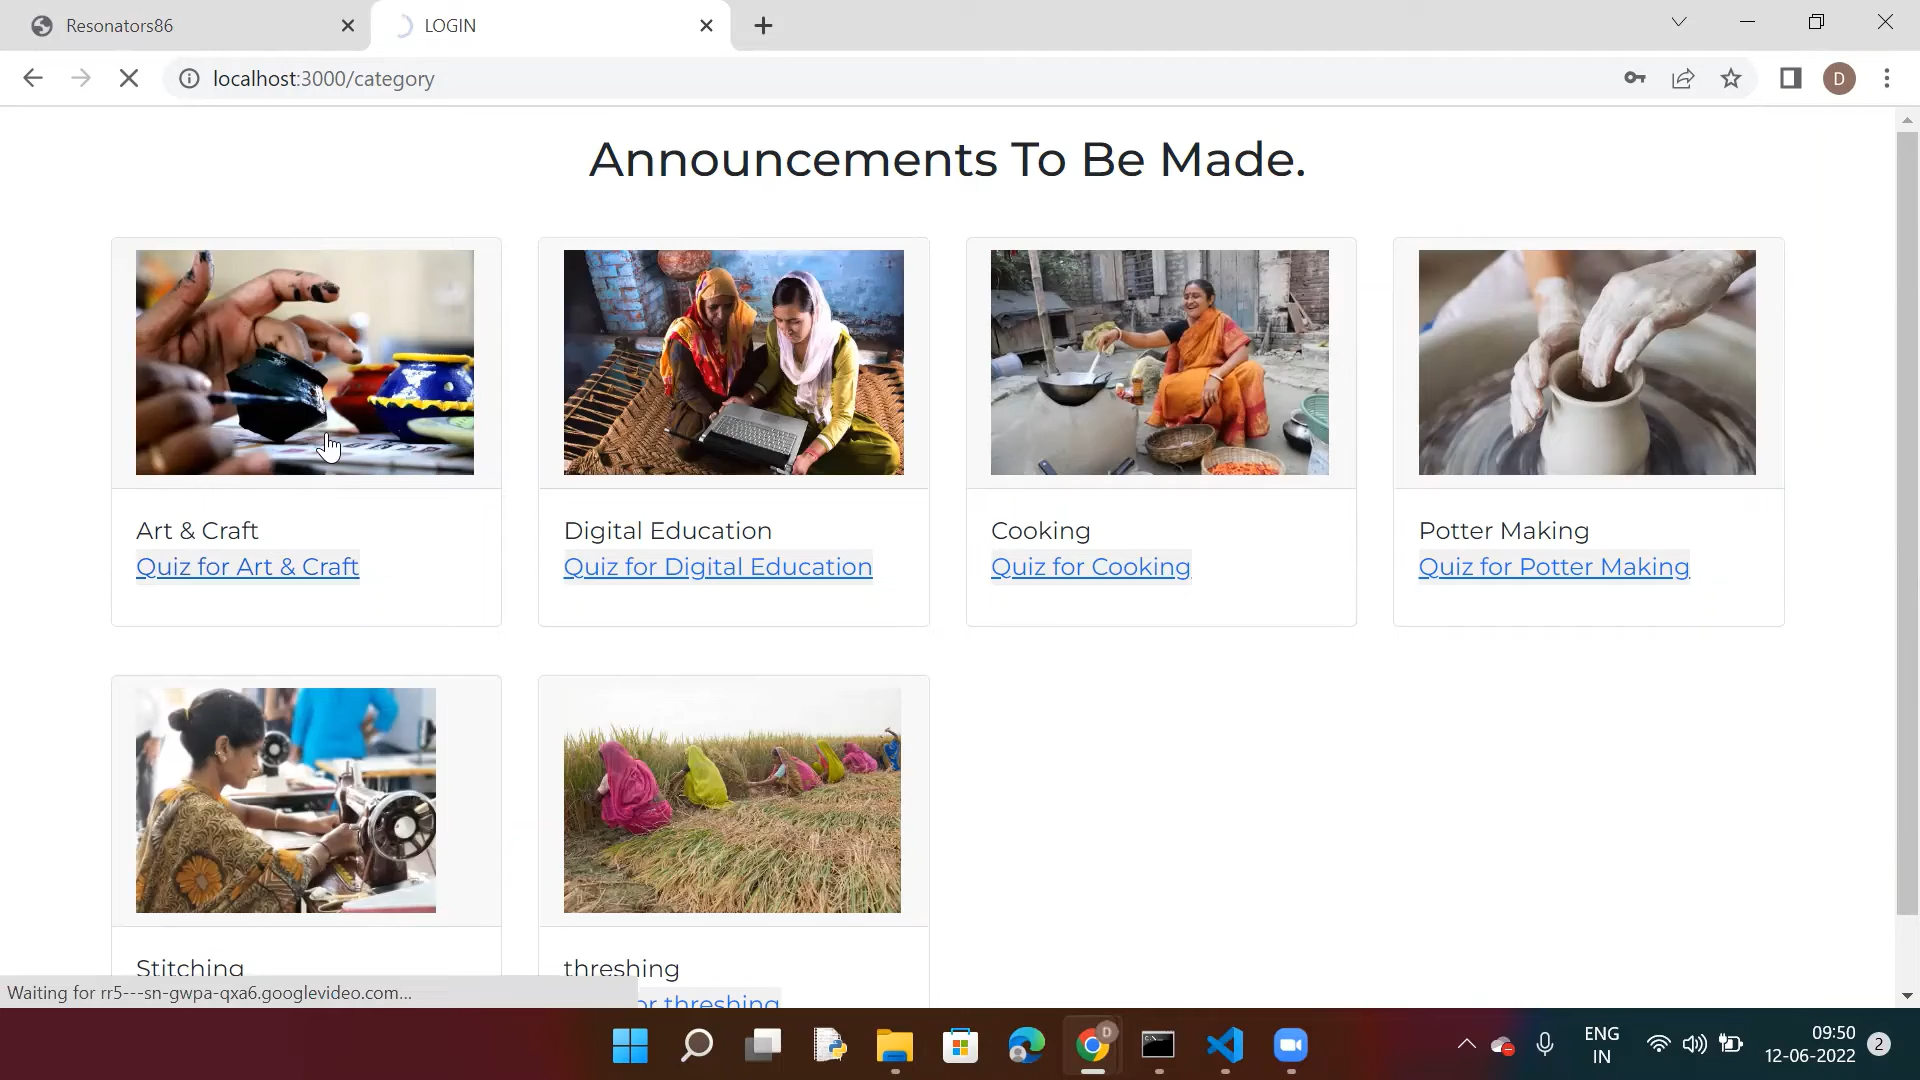 Resonators86
LOGIN
localhost:3000/category
D
Announcements To Be Made.
Art & Craft
Quiz for Art & Craft
Digital Education
Quiz for Digital Education
Cooking
Quiz for Cooking
Potter Making
Quiz for Potter Making
Stitching
threshing
or threshing
Waiting for rr5---sn-gwpa-qxa6.googlevideo.com...
D
ENG
IN
09:50
12-06-2022
2